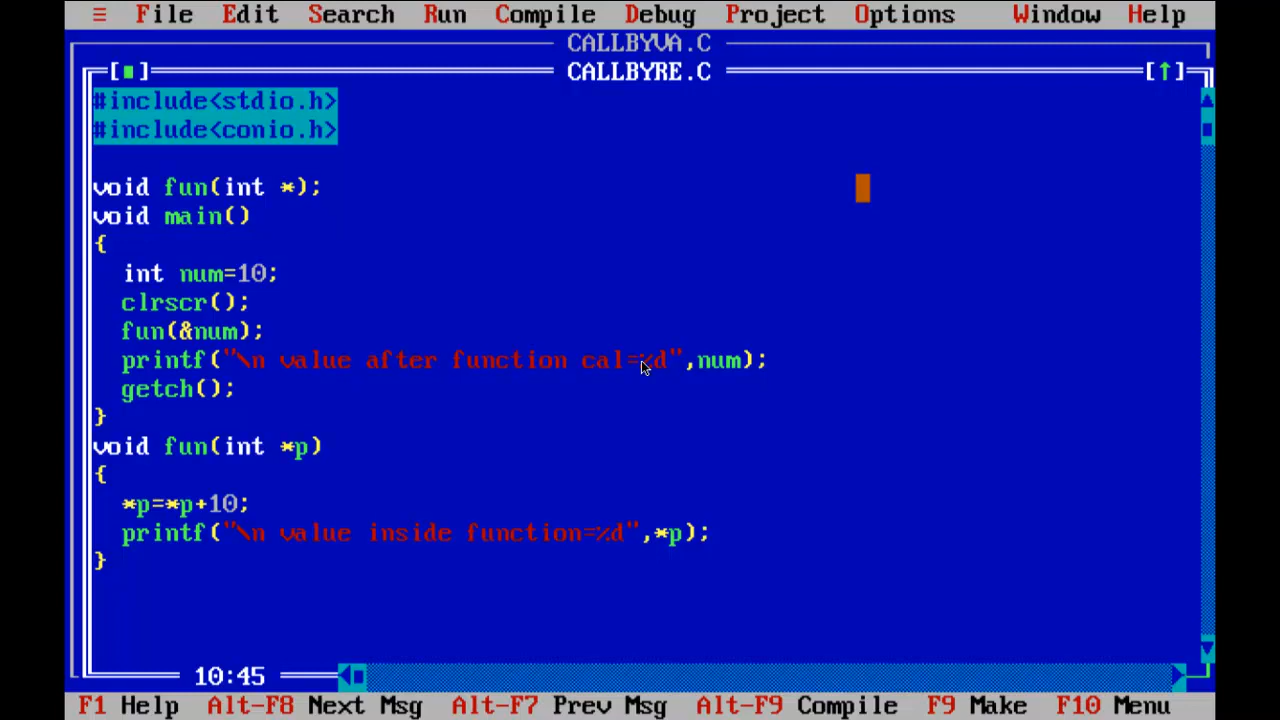 ≡ File Edit Search Run Compile Debug Project Options Window Help
CALLBYVA.C
[■] CALLBYRE.C [↑]
#include<stdio.h>
#include<conio.h>
void fun(int *);
void main()
{
int num=10;
clrscr();
fun(&num);
printf("\n value after function cal=%d",num);
getch();
}
void fun(int *p)
{
*p=*p+10;
printf("\n value inside function=%d",*p);
}
10:45
F1 Help Alt-F8 Next Msg Alt-F7 Prev Msg Alt-F9 Compile F9 Make F10 Menu